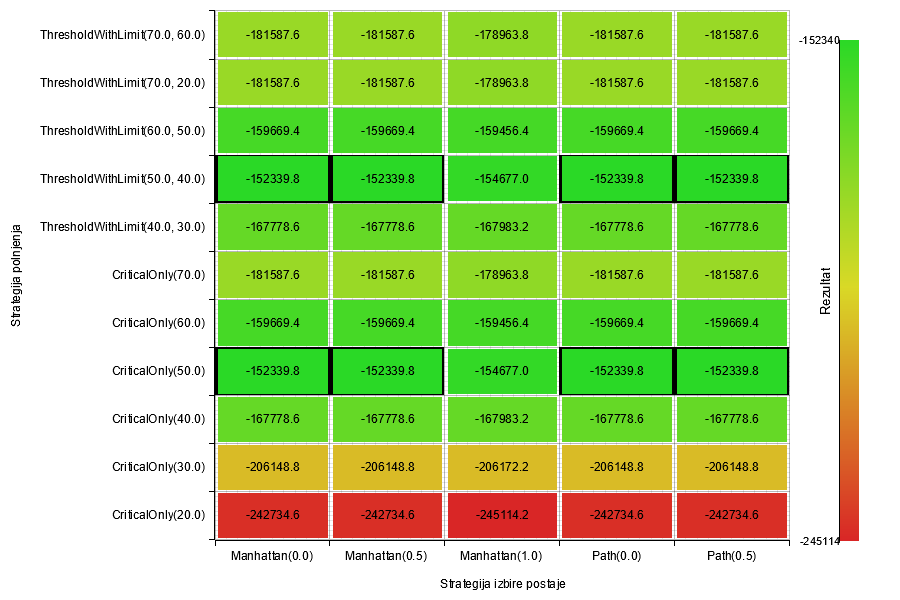 ThresholdWithLimit(70.0, 60.0) -181587.6 -181587.6 -178963.8 -181587.6 -181587.6
ThresholdWithLimit(70.0, 20.0) -181587.6 -181587.6 -178963.8 -181587.6 -181587.6
ThresholdWithLimit(60.0, 50.0) -159669.4 -159669.4 -159456.4 -159669.4 -159669.4
ThresholdWithLimit(50.0, 40.0) -152339.8 -152339.8 -154677.0 -152339.8 -152339.8
ThresholdWithLimit(40.0, 30.0) -167778.6 -167778.6 -167983.2 -167778.6 -167778.6
CriticalOnly(70.0) -181587.6 -181587.6 -178963.8 -181587.6 -181587.6
CriticalOnly(60.0) -159669.4 -159669.4 -159456.4 -159669.4 -159669.4
CriticalOnly(50.0) -152339.8 -152339.8 -154677.0 -152339.8 -152339.8
CriticalOnly(40.0) -167778.6 -167778.6 -167983.2 -167778.6 -167778.6
CriticalOnly(30.0) -206148.8 -206148.8 -206172.2 -206148.8 -206148.8
CriticalOnly(20.0) -242734.6 -242734.6 -245114.2 -242734.6 -242734.6
Manhattan(0.0) Manhattan(0.5) Manhattan(1.0) Path(0.0) Path(0.5)
Strategija izbire postaje
Strategija polnjenja
-152340
Rezultat
-245114